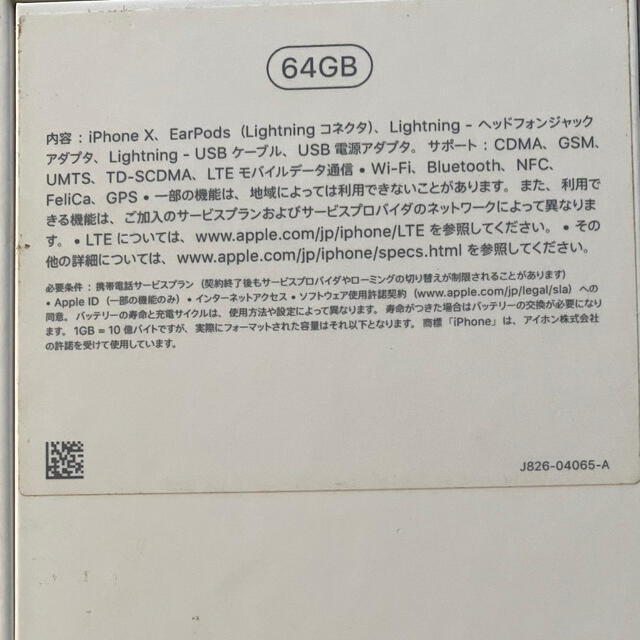 64GB
内容：iPhone X、EarPods（Lightning コネクタ）、Lightning - ヘッドフォンジャック
アダプタ、Lightning - USB ケーブル、USB 電源アダプタ。サポート：CDMA、GSM、
UMTS、TD-SCDMA、LTE モバイルデータ通信 • Wi-Fi、Bluetooth、NFC、
FeliCa、GPS • 一部の機能は、地域によっては利用できないことがあります。また、利用で
きる機能は、ご加入のサービスプランおよびサービスプロバイダのネットワークによって異なりま
す。 • LTE については、www.apple.com/jp/iphone/LTE を参照してください。 • その
他の詳細については、www.apple.com/jp/iphone/specs.html を参照してください。
必要条件：携帯電話サービスプラン（契約終了後もサービスプロバイダやローミングの切り替えが制限されることがあります）
• Apple ID（一部の機能のみ）• インターネットアクセス • ソフトウェア使用許諾契約（www.apple.com/jp/legal/sla）への
同意。バッテリーの寿命と充電サイクルは、使用方法や設定によって異なります。寿命がつきた場合はバッテリーの交換が必要になり
ます。1GB = 10 億バイトですが、実際にフォーマットされた容量はそれ以下となります。商標「iPhone」は、アイホン株式会社
の許諾を受けて使用しています。
J826-04065-A